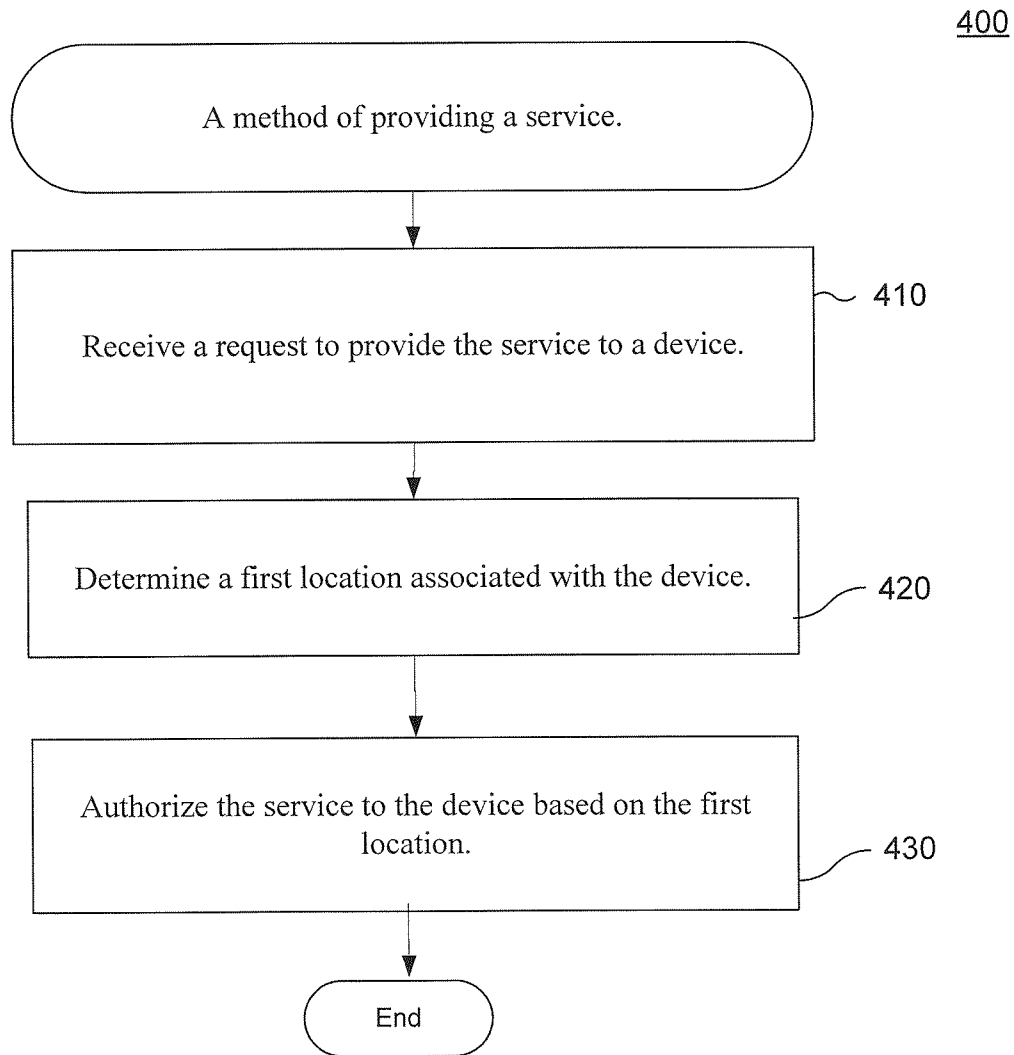 400
A method of providing a service.
Receive a request to provide the service to a device.
410
Determine a first location associated with the device.
420
Authorize the service to the device based on the first
location.
430
End